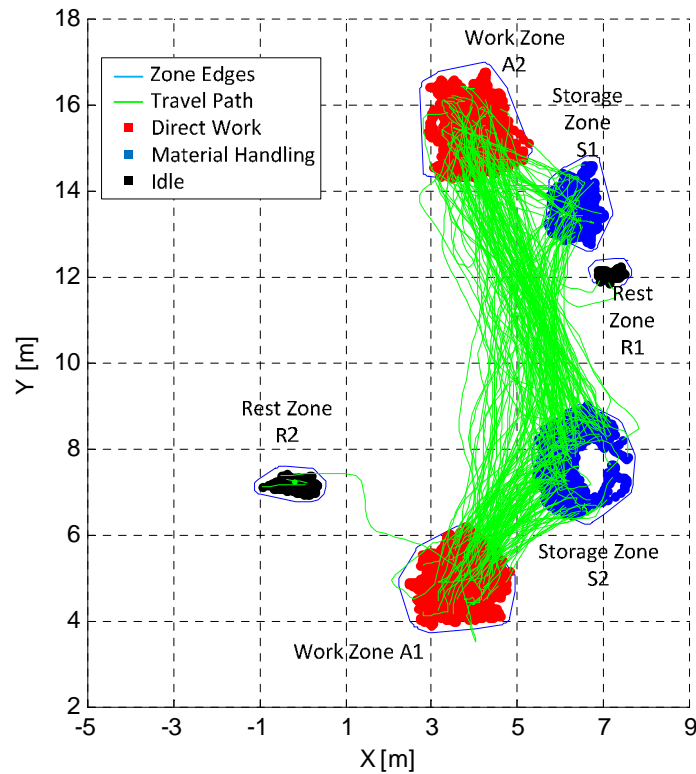 18
Work Zone
A2
Zone Edges
Travel Path
Direct Work
Material Handling
Idle
Storage
Zone
S1
16
14
12
Rest
Zone
R1
Y [m]
10
Rest Zone
R2
8
6
Storage Zone
S2
4
Work Zone A1
2
-5
-3
-1
1
3
5
7
9
X [m]